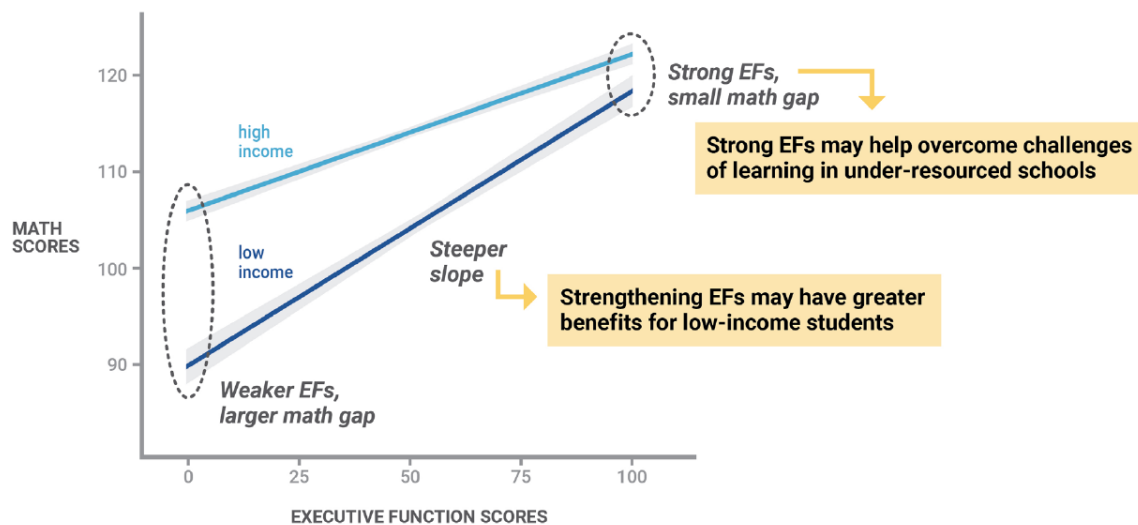 120
110
100
90
MATH
SCORES
high
income
low
income
Strong EFs,
small math gap
Strong EFs may help overcome challenges
of learning in under-resourced schools
Steeper
slope
Strengthening EFs may have greater
benefits for low-income students
Weaker EFs,
larger math gap
0 25 50 75 100
EXECUTIVE FUNCTION SCORES